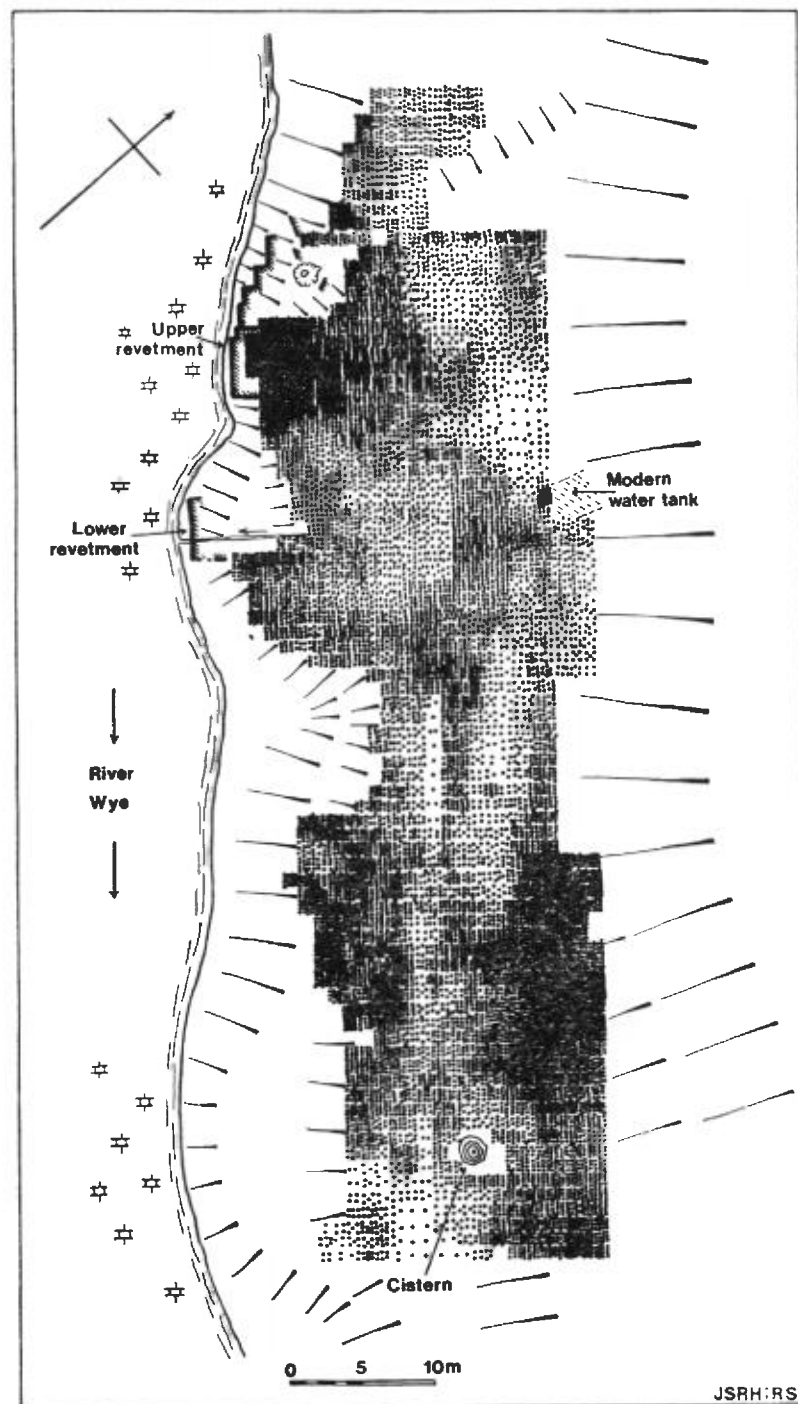 Upper
revetment
Modern
water tank
Lower
revetment
River
Wye
Cistern
0 5 10m
JSRH:RS